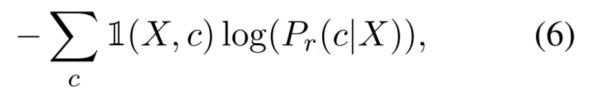 − ∑_c 𝟙(X, c) log(P_r(c|X)), (6)